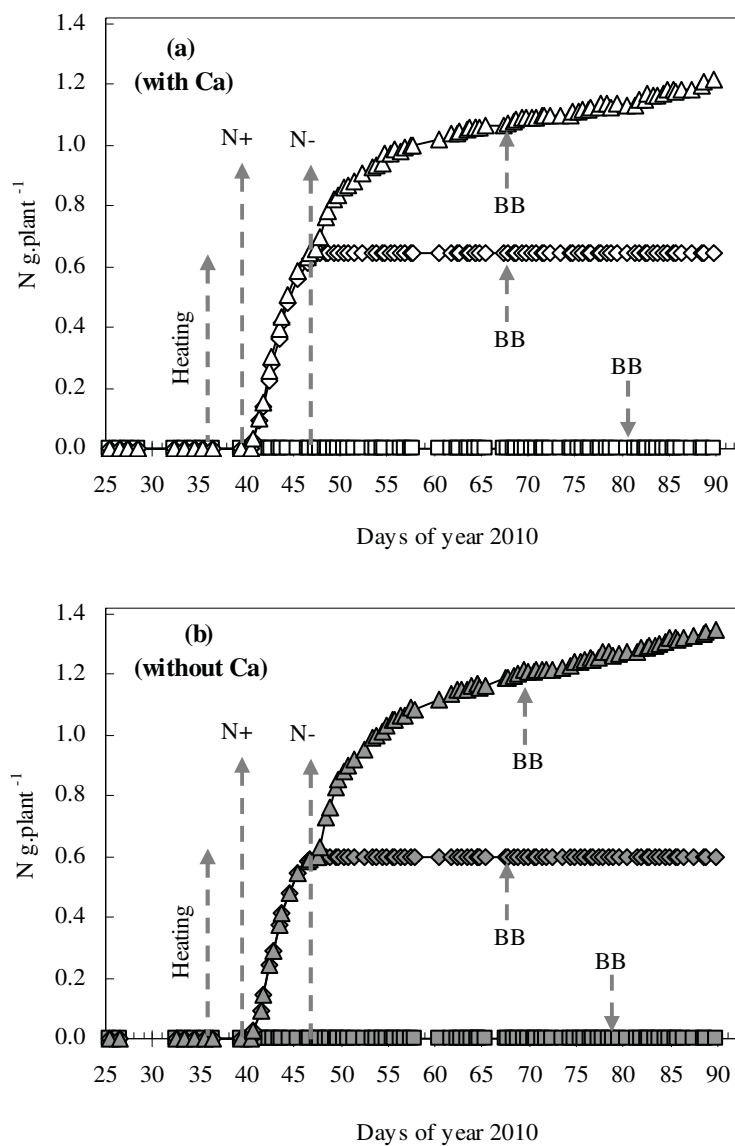 (a)
(with Ca)
N g.plant -1
1.4
1.2
1.0
0.8
0.6
0.4
0.2
0.0
N+
N-
Heating
BB
BB
BB
25 30 35 40 45 50 55 60 65 70 75 80 85 90
Days of year 2010
(b)
(without Ca)
N g.plant -1
1.4
1.2
1.0
0.8
0.6
0.4
0.2
0.0
N+
N-
Heating
BB
BB
BB
25 30 35 40 45 50 55 60 65 70 75 80 85 90
Days of year 2010